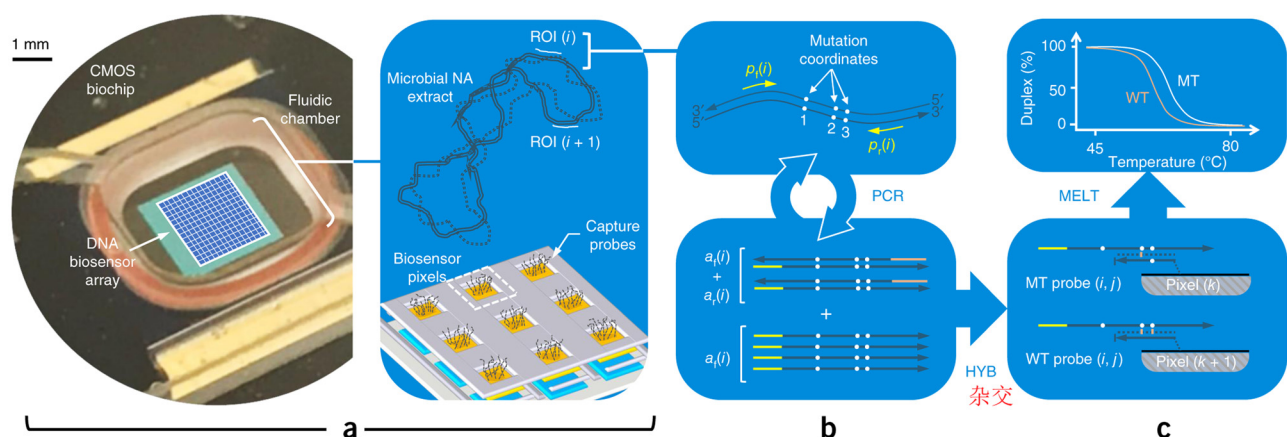 1 mm
CMOS
biochip
Fluidic
chamber
DNA
biosensor
array
ROI (i)
Microbial NA
extract
ROI (i + 1)
Capture
probes
Biosensor
pixels
a
Mutation
coordinates
pf(i)
3′
5′
5′
3′
1
2
3
pr(i)
PCR
af(i)
+
ar(i)
+
af(i)
HYB
杂交
b
Duplex (%)
100
50
0
MT
WT
45
80
Temperature (°C)
MELT
MT probe (i, j)
Pixel (k)
WT probe (i, j)
Pixel (k + 1)
c